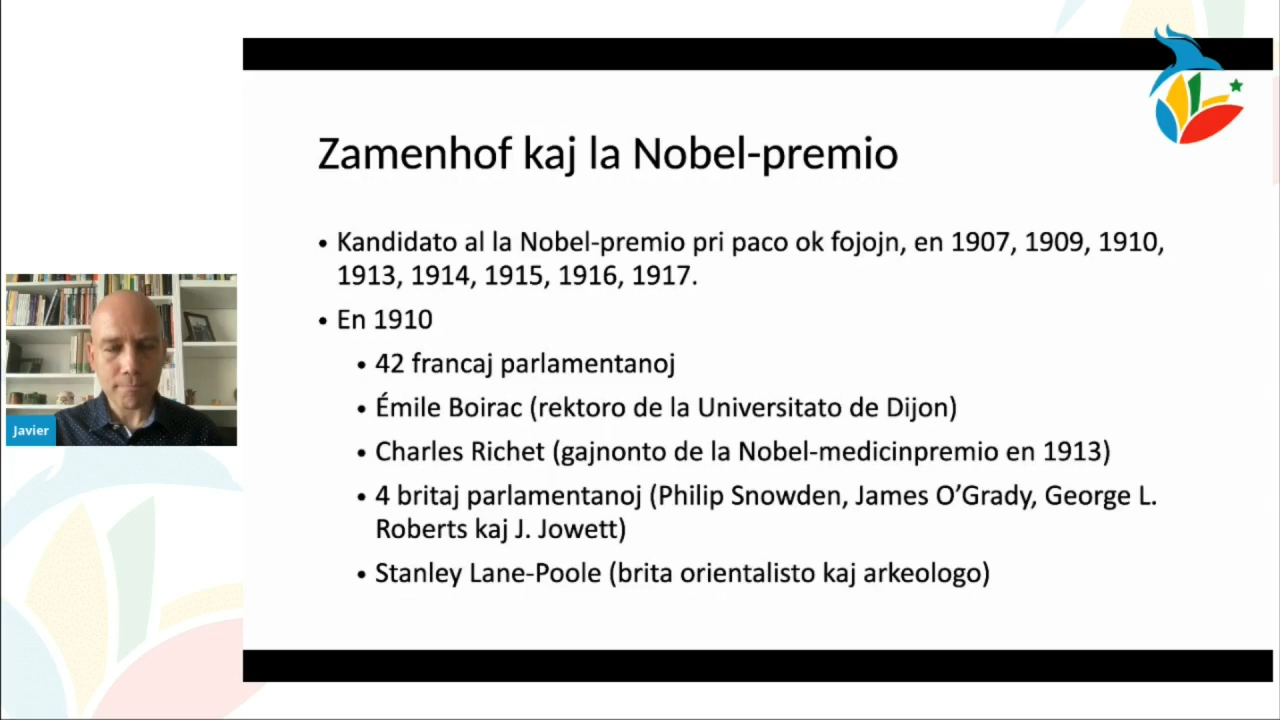 Zamenhof kaj la Nobel-premio
• Kandidato al la Nobel-premio pri paco ok fojojn, en 1907, 1909, 1910,
1913, 1914, 1915, 1916, 1917.
• En 1910
• 42 francaj parlamentanoj
• Émile Boirac (rektoro de la Universitato de Dijon)
• Charles Richet (gajnonto de la Nobel-medicinpremio en 1913)
• 4 britaj parlamentanoj (Philip Snowden, James O’Grady, George L.
Roberts kaj J. Jowett)
• Stanley Lane-Poole (brita orientalisto kaj arkeologo)
Javier